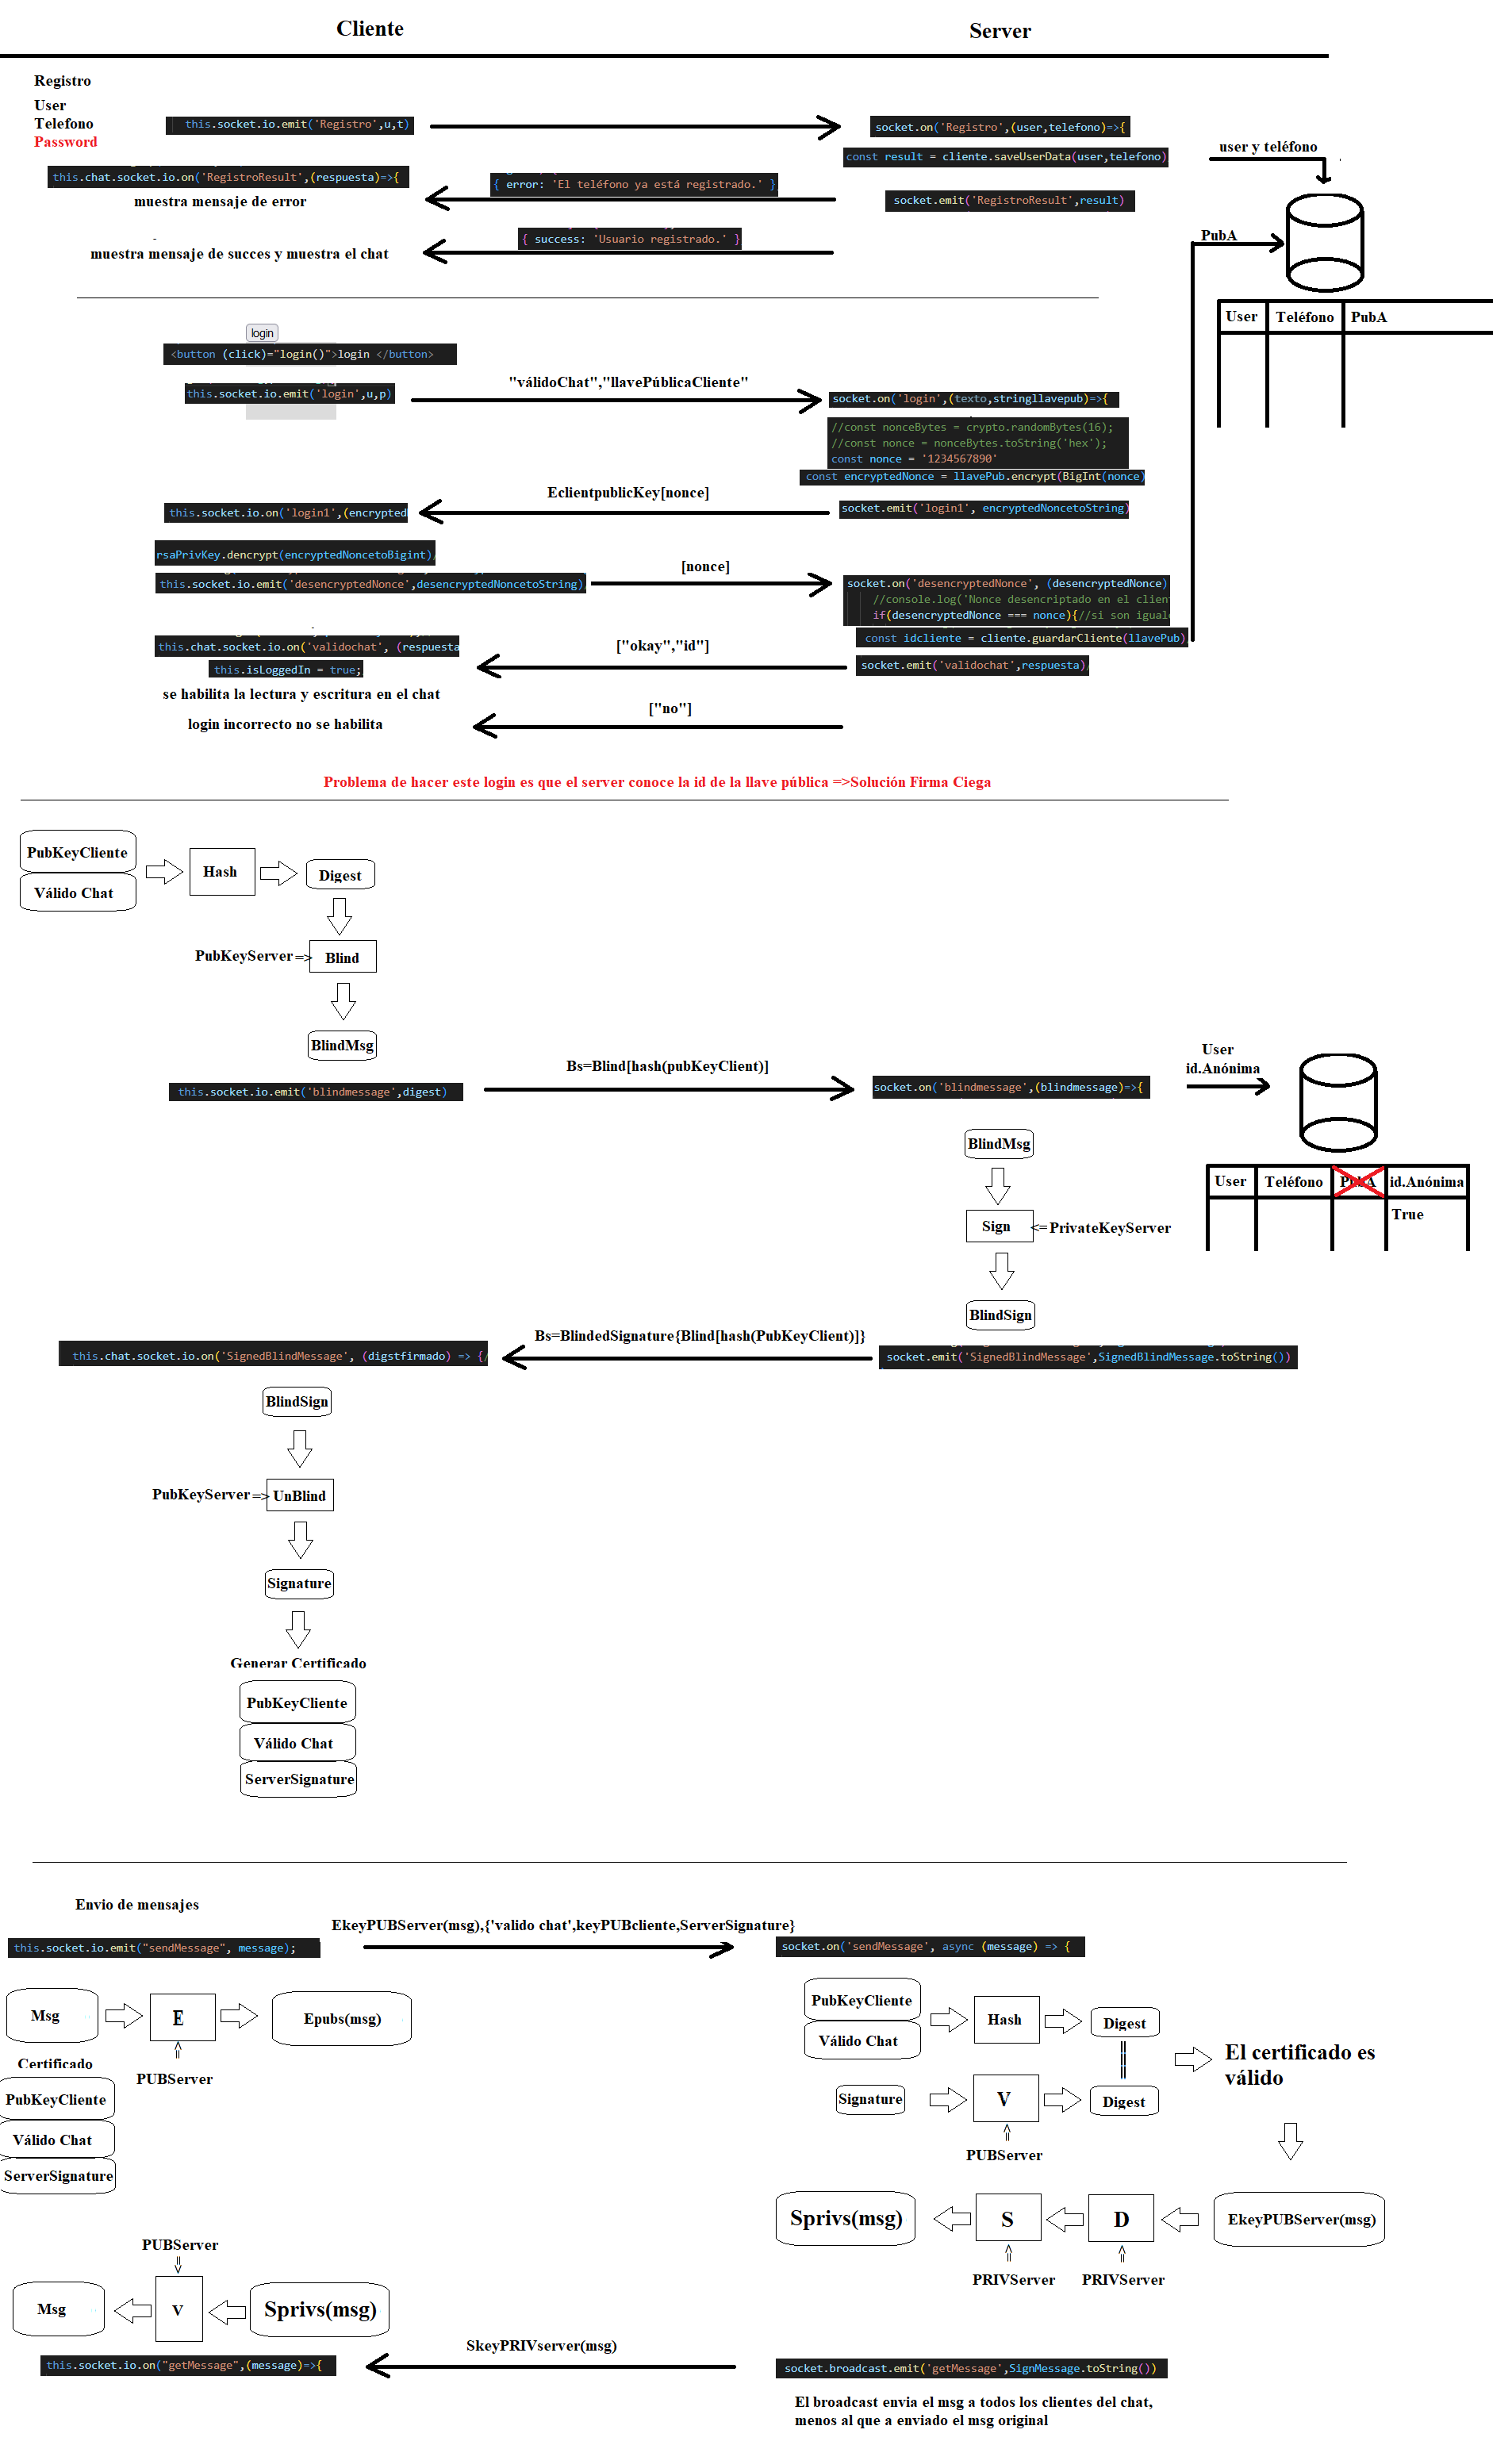 Cliente
Server
Registro
User
Telefono
Password
this.socket.io.emit('Registro',u,t)
socket.on('Registro',(user,telefono)=>{
const result = cliente.saveUserData(user,telefono)
user y teléfono
this.chat.socket.io.on('RegistroResult',(respuesta)=>{
{ error: 'El teléfono ya está registrado.' }
socket.emit('RegistroResult',result)
muestra mensaje de error
{ success: 'Usuario registrado.' }
PubA
muestra mensaje de succes y muestra el chat
User Teléfono PubA
login
<button (click)="login()">login </button>
"válidoChat","llavePúblicaCliente"
this.socket.io.emit('login',u,p)
socket.on('login',(texto,stringllavepub)=>{
//const nonceBytes = crypto.randomBytes(16);
//const nonce = nonceBytes.toString('hex');
const nonce = '1234567890'
const encryptedNonce = llavePub.encrypt(BigInt(nonce)
EclientpublicKey[nonce]
this.socket.io.on('login1',(encrypted
socket.emit('login1', encryptedNoncetoString)
rsaPrivKey.dencrypt(encryptedNoncetoBigint)
[nonce]
this.socket.io.emit('desencryptedNonce',desencryptedNoncetoString)
socket.on('desencryptedNonce', (desencryptedNonce)
//console.log('Nonce desencriptado en el client
if(desencryptedNonce === nonce){//si son iguale
const idcliente = cliente.guardarCliente(llavePub)
this.chat.socket.io.on('validochat', (respuesta
["okay","id"]
socket.emit('validochat',respuesta)/
this.isLoggedIn = true;
se habilita la lectura y escritura en el chat
["no"]
login incorrecto no se habilita
Problema de hacer este login es que el server conoce la id de la llave pública =>Solución Firma Ciega
PubKeyCliente
Válido Chat
Hash
Digest
PubKeyServer =>
Blind
BlindMsg
Bs=Blind[hash(pubKeyClient)]
User
id.Anónima
this.socket.io.emit('blindmessage',digest)
socket.on('blindmessage',(blindmessage)=>{
BlindMsg
User Teléfono PubA id.Anónima
True
Sign
<= PrivateKeyServer
BlindSign
Bs=BlindedSignature{Blind[hash(PubKeyClient)]}
this.chat.socket.io.on('SignedBlindMessage', (digstfirmado) => {/
socket.emit('SignedBlindMessage',SignedBlindMessage.toString())
BlindSign
PubKeyServer =>
UnBlind
Signature
Generar Certificado
PubKeyCliente
Válido Chat
ServerSignature
Envio de mensajes
EkeyPUBServer(msg),{'valido chat',keyPUBcliente,ServerSignature}
this.socket.io.emit("sendMessage", message);
socket.on('sendMessage', async (message) => {
Msg
E
Epubs(msg)
PUBServer
Certificado
PubKeyCliente
Válido Chat
ServerSignature
PubKeyCliente
Válido Chat
Hash
Digest
El certificado es
válido
Signature
V
Digest
PUBServer
Sprivs(msg)
S
D
EkeyPUBServer(msg)
PRIVServer
PRIVServer
PUBServer
Msg
V
Sprivs(msg)
SkeyPRIVserver(msg)
this.socket.io.on("getMessage",(message)=>{
socket.broadcast.emit('getMessage',SignMessage.toString())
El broadcast envia el msg a todos los clientes del chat,
menos al que a enviado el msg original